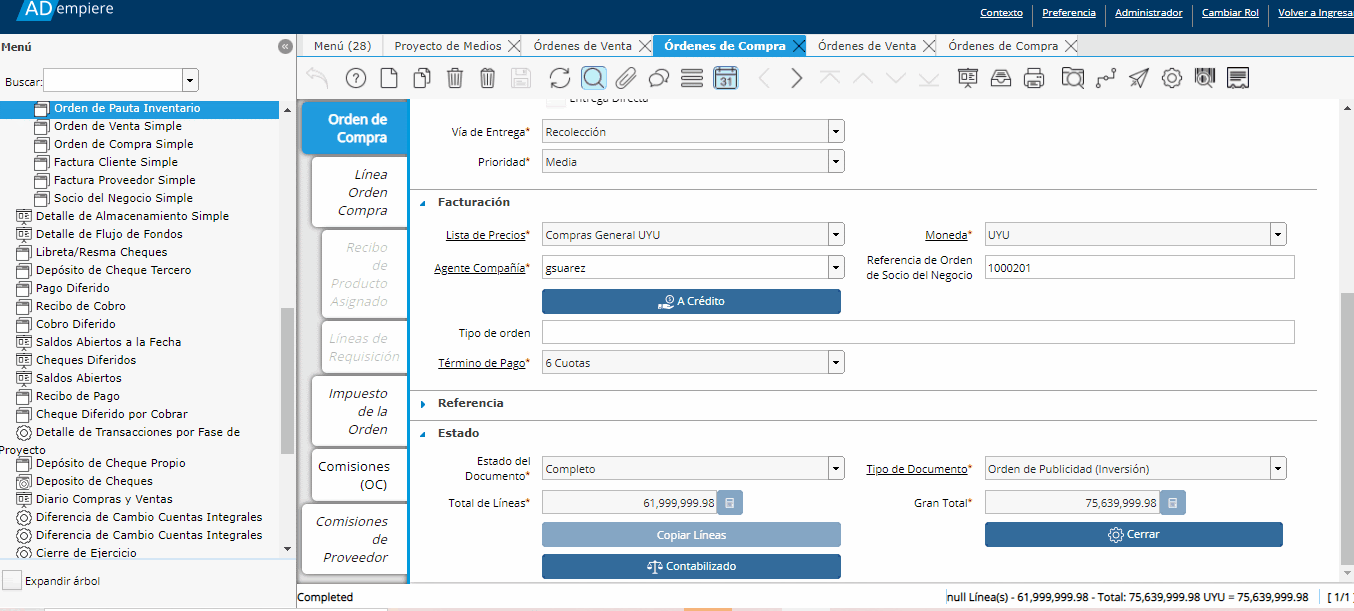 ADempiere
Contexto
Preferencia
Administrador
Cambiar Rol
Volver a Ingresa
Menú
Buscar:
Orden de Pauta Inventario
Orden de Venta Simple
Orden de Compra Simple
Factura Cliente Simple
Factura Proveedor Simple
Socio del Negocio Simple
Detalle de Almacenamiento Simple
Detalle de Flujo de Fondos
Libreta/Resma Cheques
Depósito de Cheque Tercero
Pago Diferido
Recibo de Cobro
Cobro Diferido
Saldos Abiertos a la Fecha
Cheques Diferidos
Saldos Abiertos
Recibo de Pago
Cheque Diferido por Cobrar
Detalle de Transacciones por Fase de
Proyecto
Depósito de Cheque Propio
Deposito de Cheques
Diario Compras y Ventas
Diferencia de Cambio Cuentas Integrales
Diferencia de Cambio Cuentas Integrales
Cierre de Ejercicio
Expandir árbol
Menú (28)
Proyecto de Medios
Órdenes de Venta
Órdenes de Compra
Órdenes de Venta
Órdenes de Compra
31
Orden de
Compra
Línea
Orden
Compra
Recibo
de
Producto
Asignado
Líneas de
Requisición
Impuesto
de la
Orden
Comisiones
(OC)
Comisiones
de
Proveedor
Entrega Directa
Vía de Entrega* Recolección
Prioridad* Media
Facturación
Lista de Precios* Compras General UYU
Moneda* UYU
Agente Compañía* gsuarez
Referencia de Orden
de Socio del Negocio 1000201
A Crédito
Tipo de orden
Término de Pago* 6 Cuotas
Referencia
Estado
Estado del
Documento* Completo
Tipo de Documento* Orden de Publicidad (Inversión)
Total de Líneas* 61,999,999.98
Gran Total* 75,639,999.98
Copiar Líneas
Cerrar
Contabilizado
Completed
null Línea(s) - 61,999,999.98 - Total: 75,639,999.98 UYU = 75,639,999.98
[ 1/1